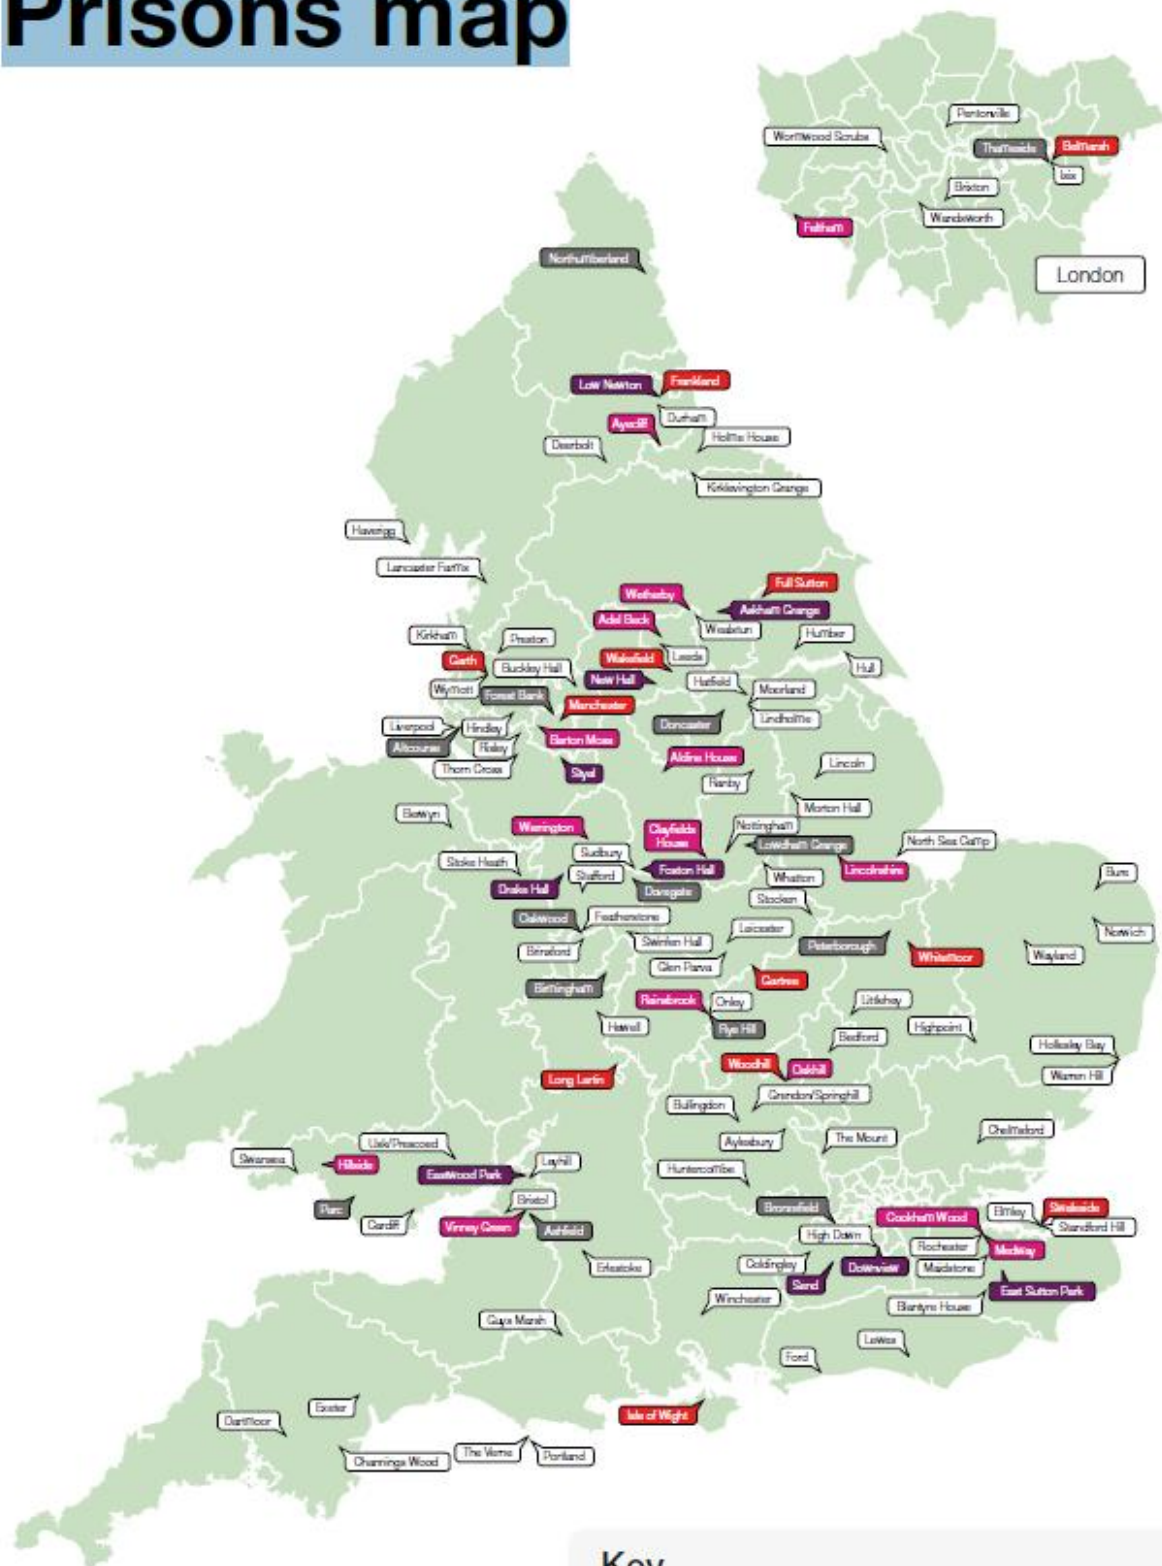 Prisons map
Pentonville
Wormwood Scrubs
Thameside
Belmarsh
Isis
Brixton
Wandsworth
Feltham
London
Northumberland
Low Newton
Frankland
Aycliff
Durham
Holme House
Deerbolt
Kirklevington Grange
Haverigg
Lancaster Farms
Full Sutton
Wetherby
Askham Grange
Adel Beck
Wealstun
Humber
Kirkham
Preston
Garth
Buckley Hall
Wakefield
Leeds
Hull
New Hall
Hatfield
Moorland
Wymott
Forest Bank
Manchester
Lindholme
Doncaster
Liverpool
Hindley
Altcourse
Risley
Barton Moss
Thorn Cross
Styal
Aldine House
Lincoln
Ranby
Morton Hall
Berwyn
Werrington
Clayfields
House
Nottingham
Lowdham Grange
North Sea Camp
Sudbury
Stoke Heath
Foston Hall
Lincolnshire
Stafford
Whatton
Bure
Drake Hall
Dovegate
Stocken
Oakwood
Featherstone
Leicester
Norwich
Swinfen Hall
Peterborough
Brinsford
Whitemoor
Wayland
Glen Parva
Gartree
Birmingham
Rainsbrook
Onley
Littlehey
Hewell
Rye Hill
Highpoint
Bedford
Hollesley Bay
Woodhill
Oakhill
Warren Hill
Long Lartin
Grendon/Springhill
Bullingdon
Chelmsford
Aylesbury
The Mount
Usk/Prescoed
Swansea
Hillside
Layhill
Eastwood Park
Huntercombe
Parc
Bristol
Bronzefield
Cookham Wood
Elmley
Swaleside
Cardiff
Vinney Green
Ashfield
Standford Hill
High Down
Rochester
Medway
Erlestoke
Coldingley
Downview
Maidstone
Send
East Sutton Park
Winchester
Blantyre House
Guys Marsh
Lewes
Ford
Isle of Wight
Exeter
Dartmoor
The Verne
Portland
Channings Wood
Key